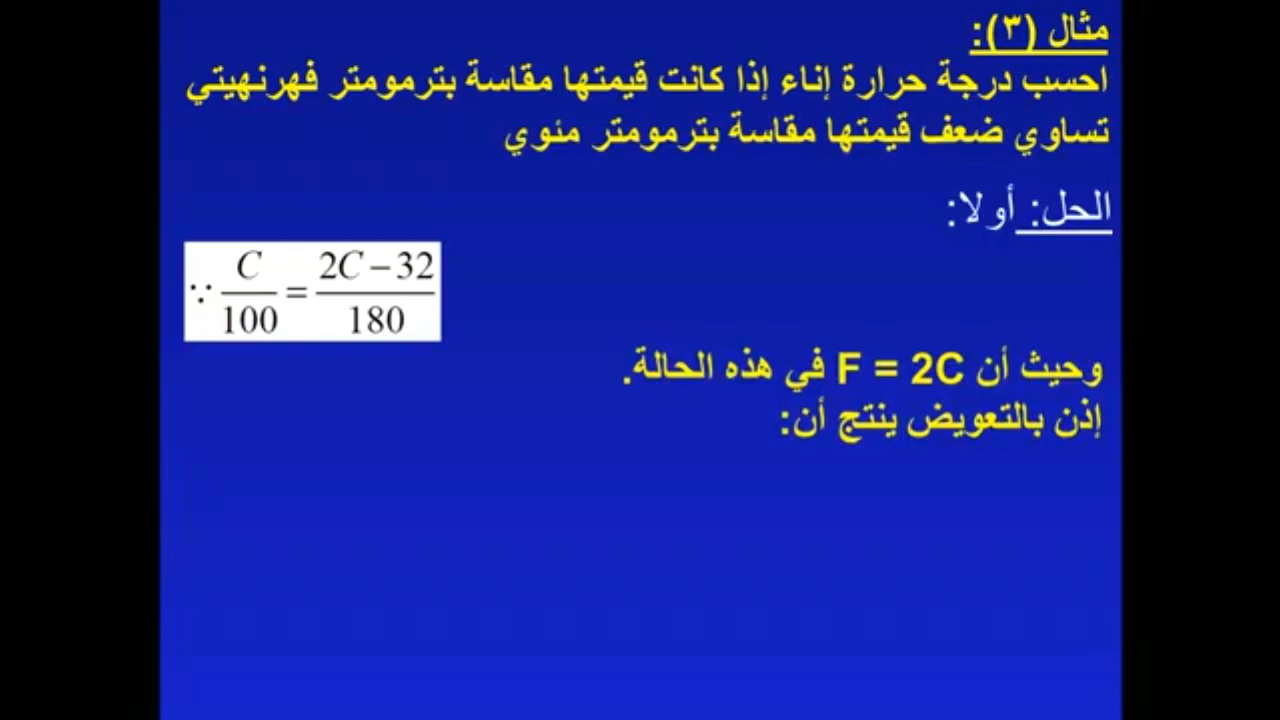 مثال (٣):
احسب درجة حرارة إناء إذا كانت قيمتها مقاسة بترمومتر فهرنهيتي
تساوي ضعف قيمتها مقاسة بترمومتر مئوي
الحل: أولا:
∵ C/100 = (2C − 32)/180
وحيث أن F = 2C في هذه الحالة.
إذن بالتعويض ينتج أن: